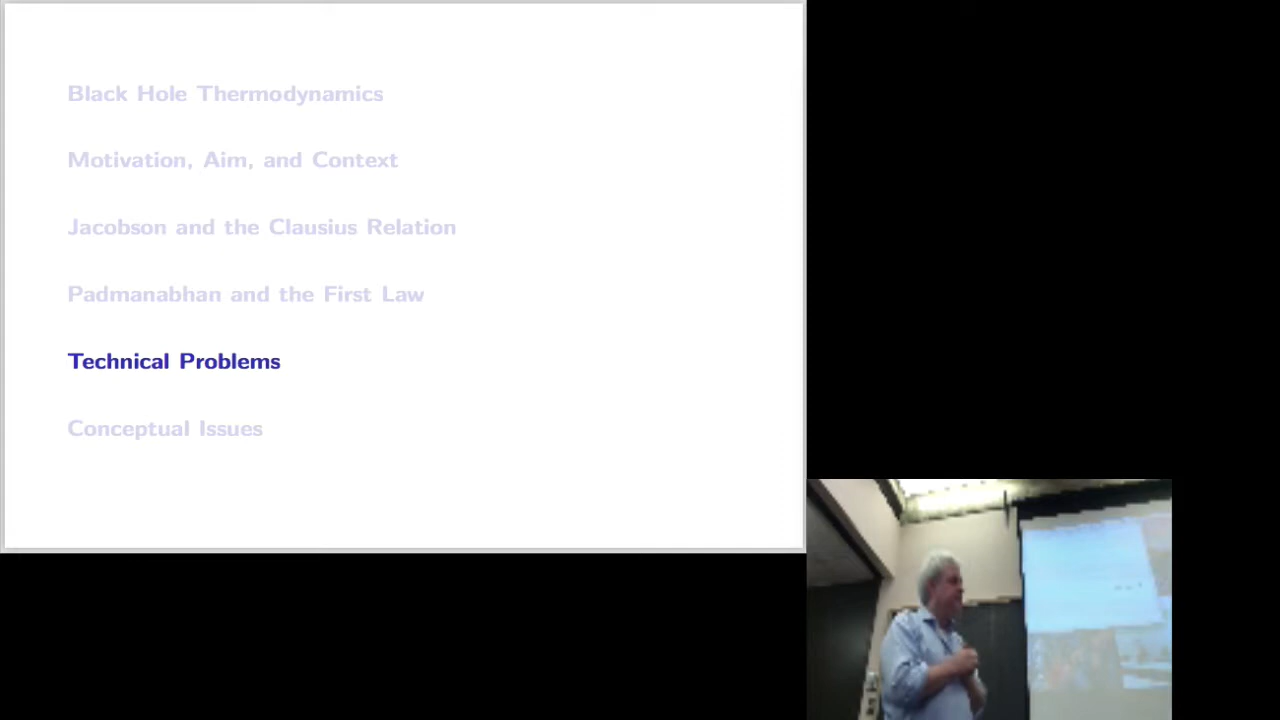 Black Hole Thermodynamics
Motivation, Aim, and Context
Jacobson and the Clausius Relation
Padmanabhan and the First Law
Technical Problems
Conceptual Issues